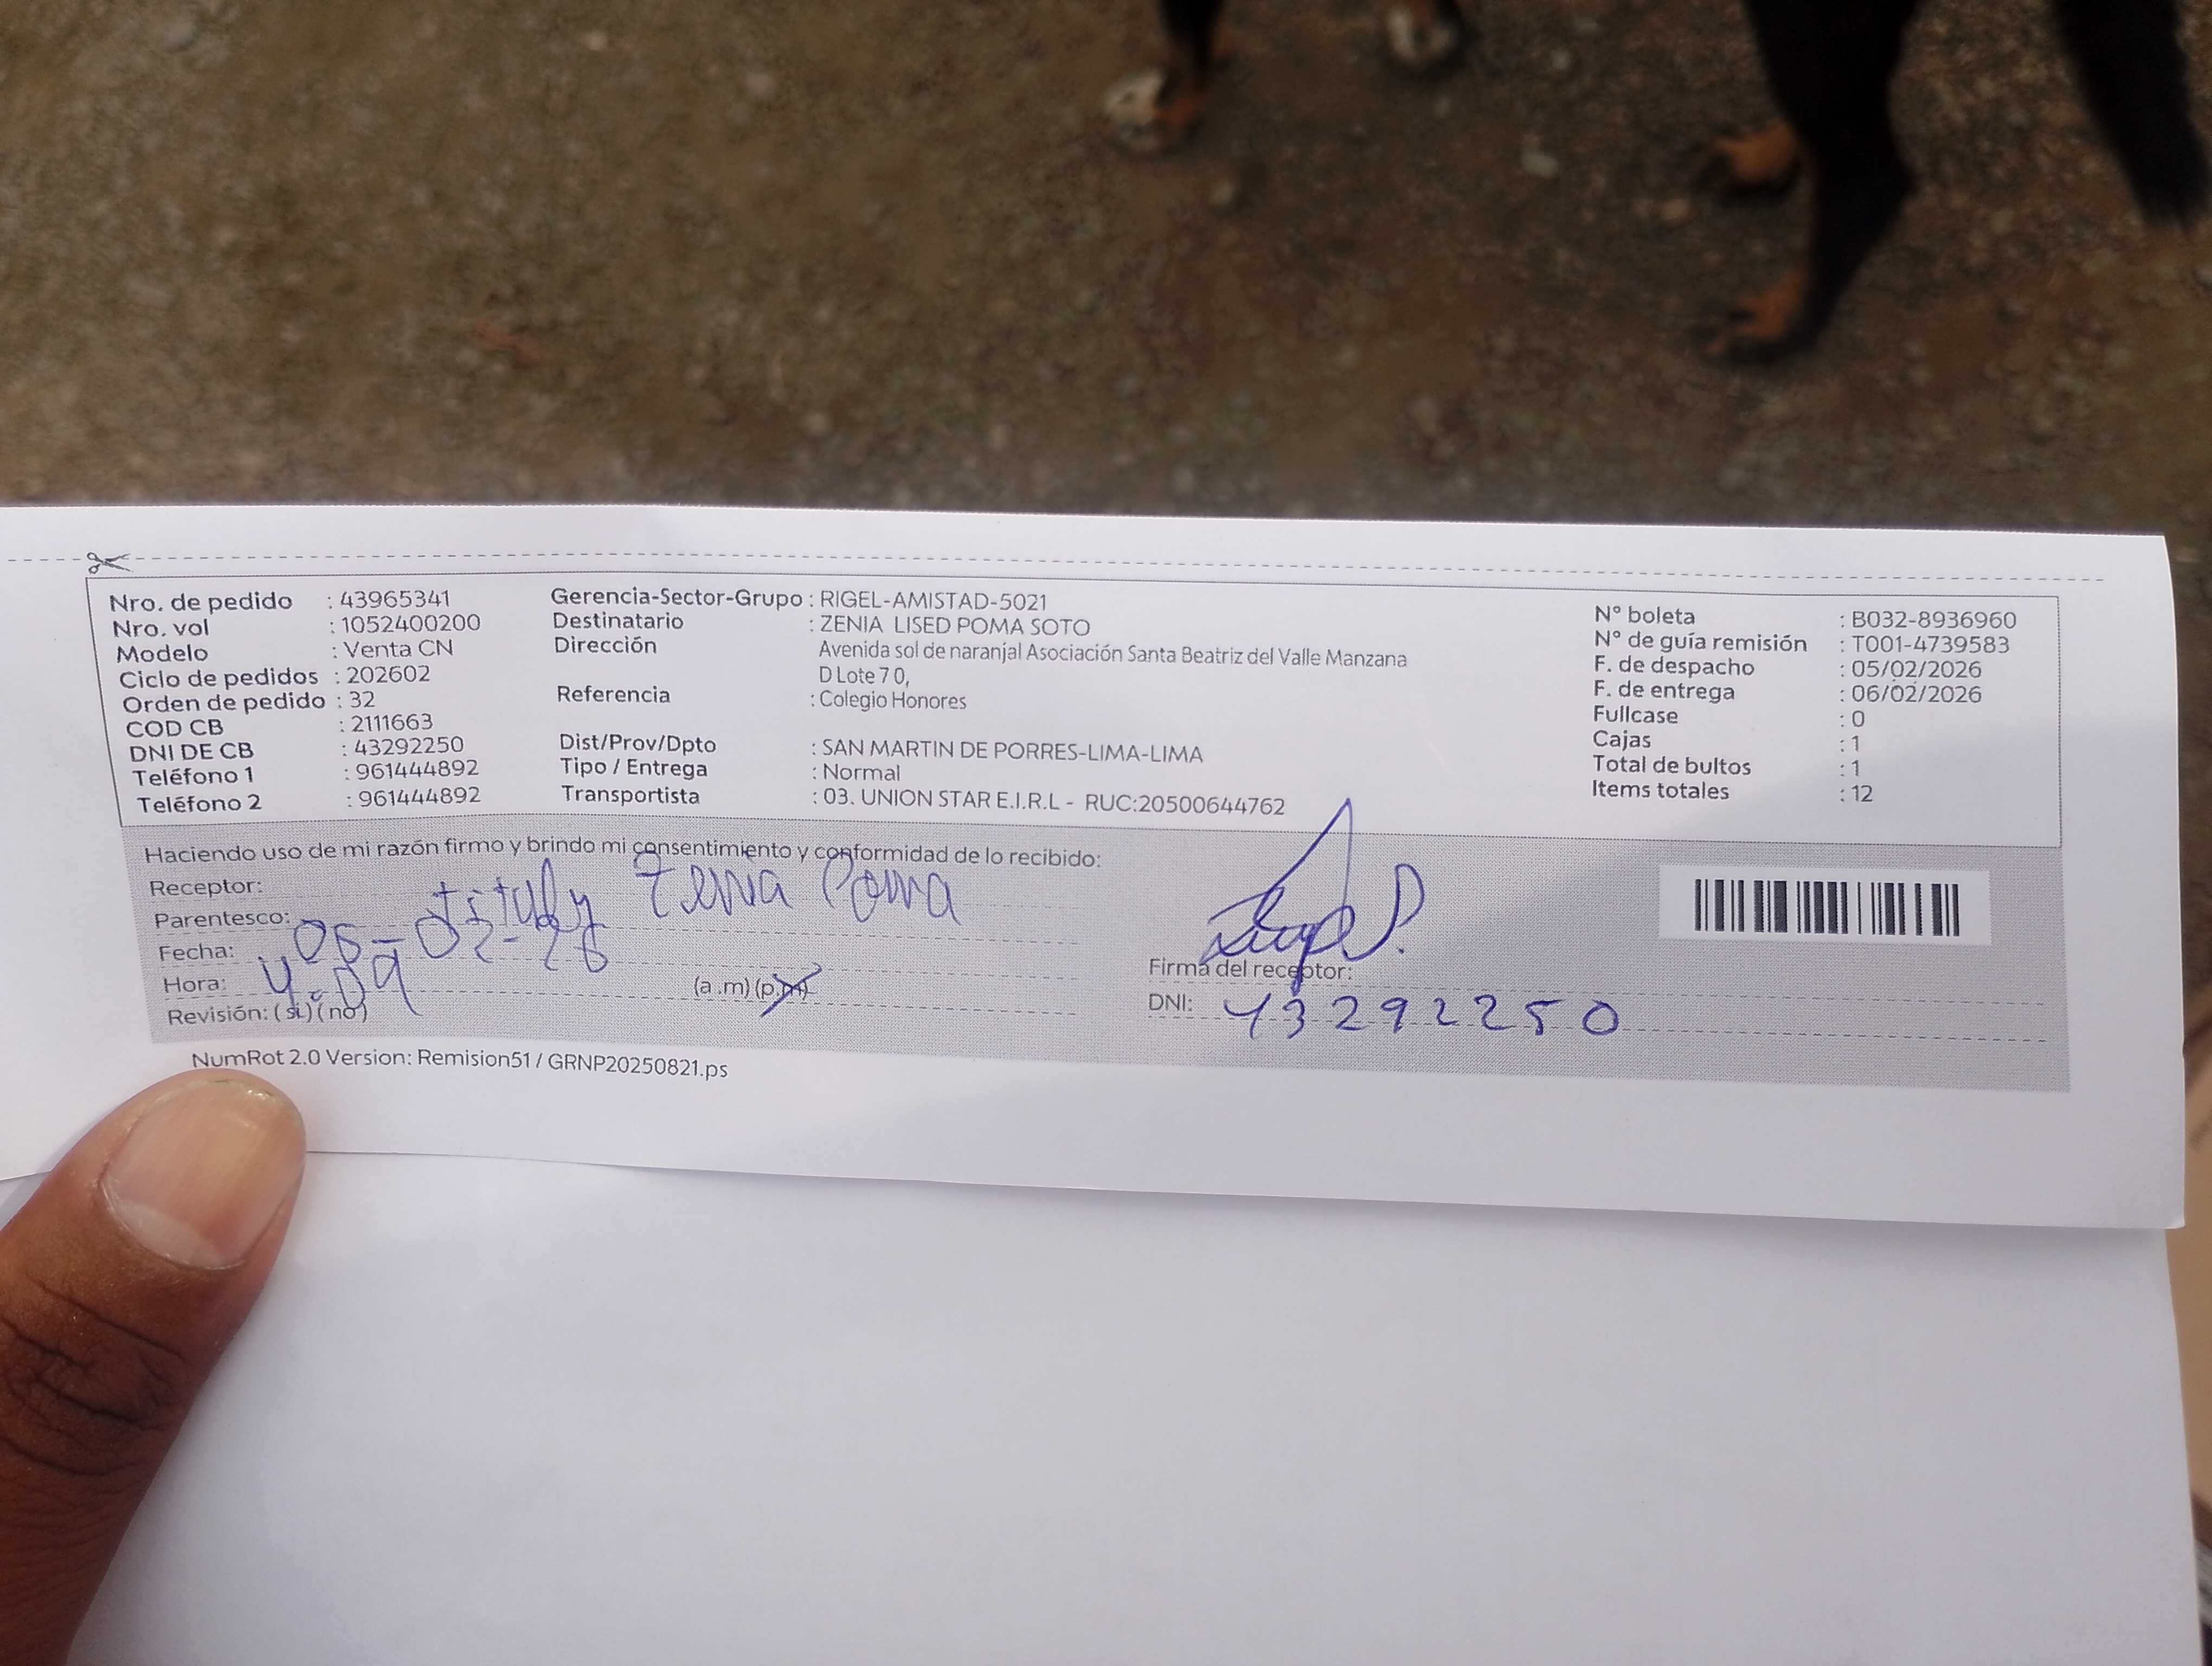 Nro. de pedido : 43965341
Nro. vol : 1052400200
Modelo : Venta CN
Ciclo de pedidos : 202602
Orden de pedido : 32
COD CB : 2111663
DNI DE CB : 43292250
Teléfono 1 : 961444892
Teléfono 2 : 961444892
Gerencia-Sector-Grupo : RIGEL-AMISTAD-5021
Destinatario : ZENIA LISED POMA SOTO
Dirección Avenida sol de naranjal Asociación Santa Beatriz del Valle Manzana
D Lote 7 0,
Referencia : Colegio Honores
Dist/Prov/Dpto : SAN MARTIN DE PORRES-LIMA-LIMA
Tipo / Entrega : Normal
Transportista : 03. UNION STAR E.I.R.L - RUC:20500644762
N° boleta : B032-8936960
N° de guía remisión : T001-4739583
F. de despacho : 05/02/2026
F. de entrega : 06/02/2026
Fullcase : 0
Cajas : 1
Total de bultos : 1
Items totales : 12
Haciendo uso de mi razón firmo y brindo mi consentimiento y conformidad de lo recibido:
Receptor: Zenia Poma
Parentesco:
Fecha: 06-02-26
Hora: 4:09 (a.m) (p.m)
Revisión: ( si ) ( no )
Firma del receptor:
DNI: 43292250
NumRot 2.0 Version: Remision51 / GRNP20250821.ps